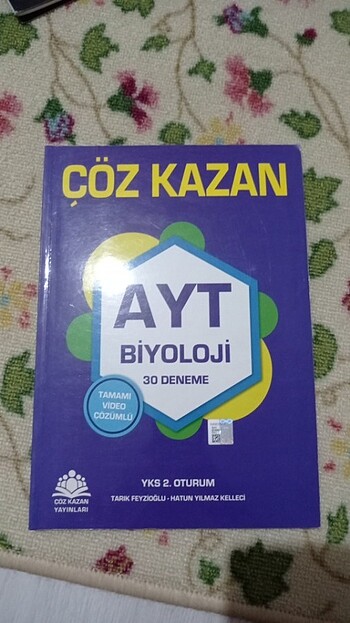 ÇÖZ KAZAN
AYT
BİYOLOJİ
30 DENEME
TAMAMI
VİDEO
ÇÖZÜMLÜ
YKS 2. OTURUM
TARIK FEYZİOĞLU - HATUN YILMAZ KELLECİ
ÇÖZ KAZAN
YAYINLARI